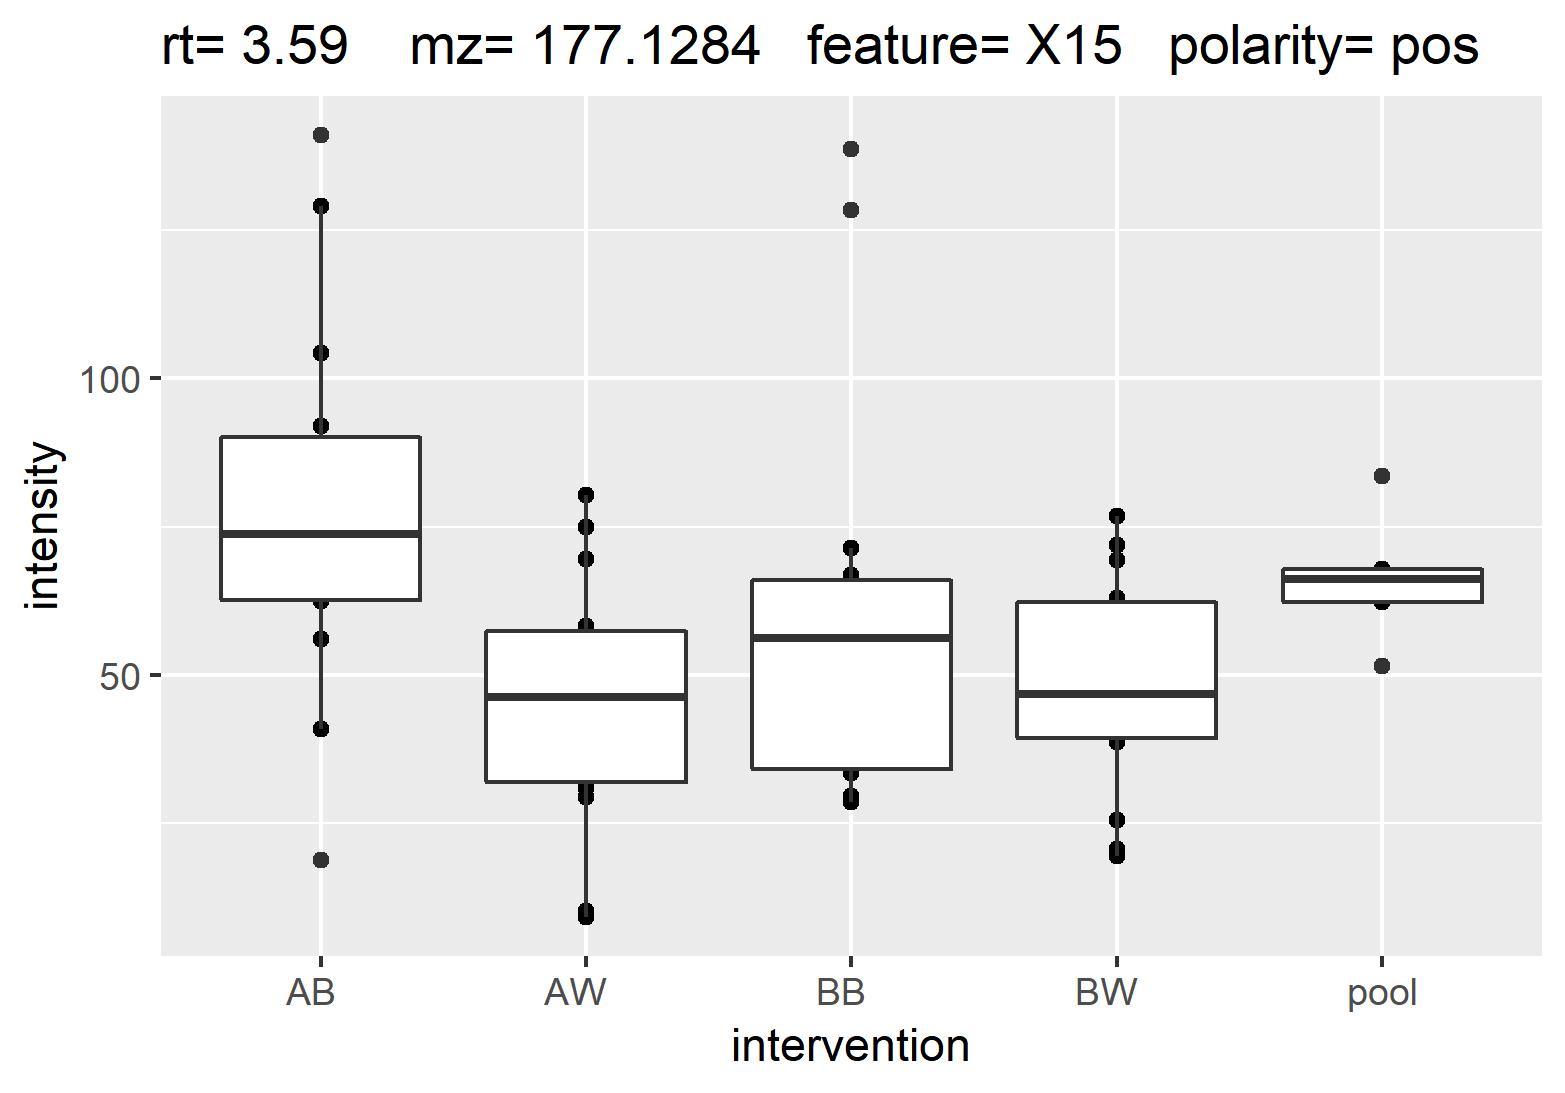 rt= 3.59 mz= 177.1284 feature= X15 polarity= pos
100
50
intensity
AB AW BB BW pool
intervention